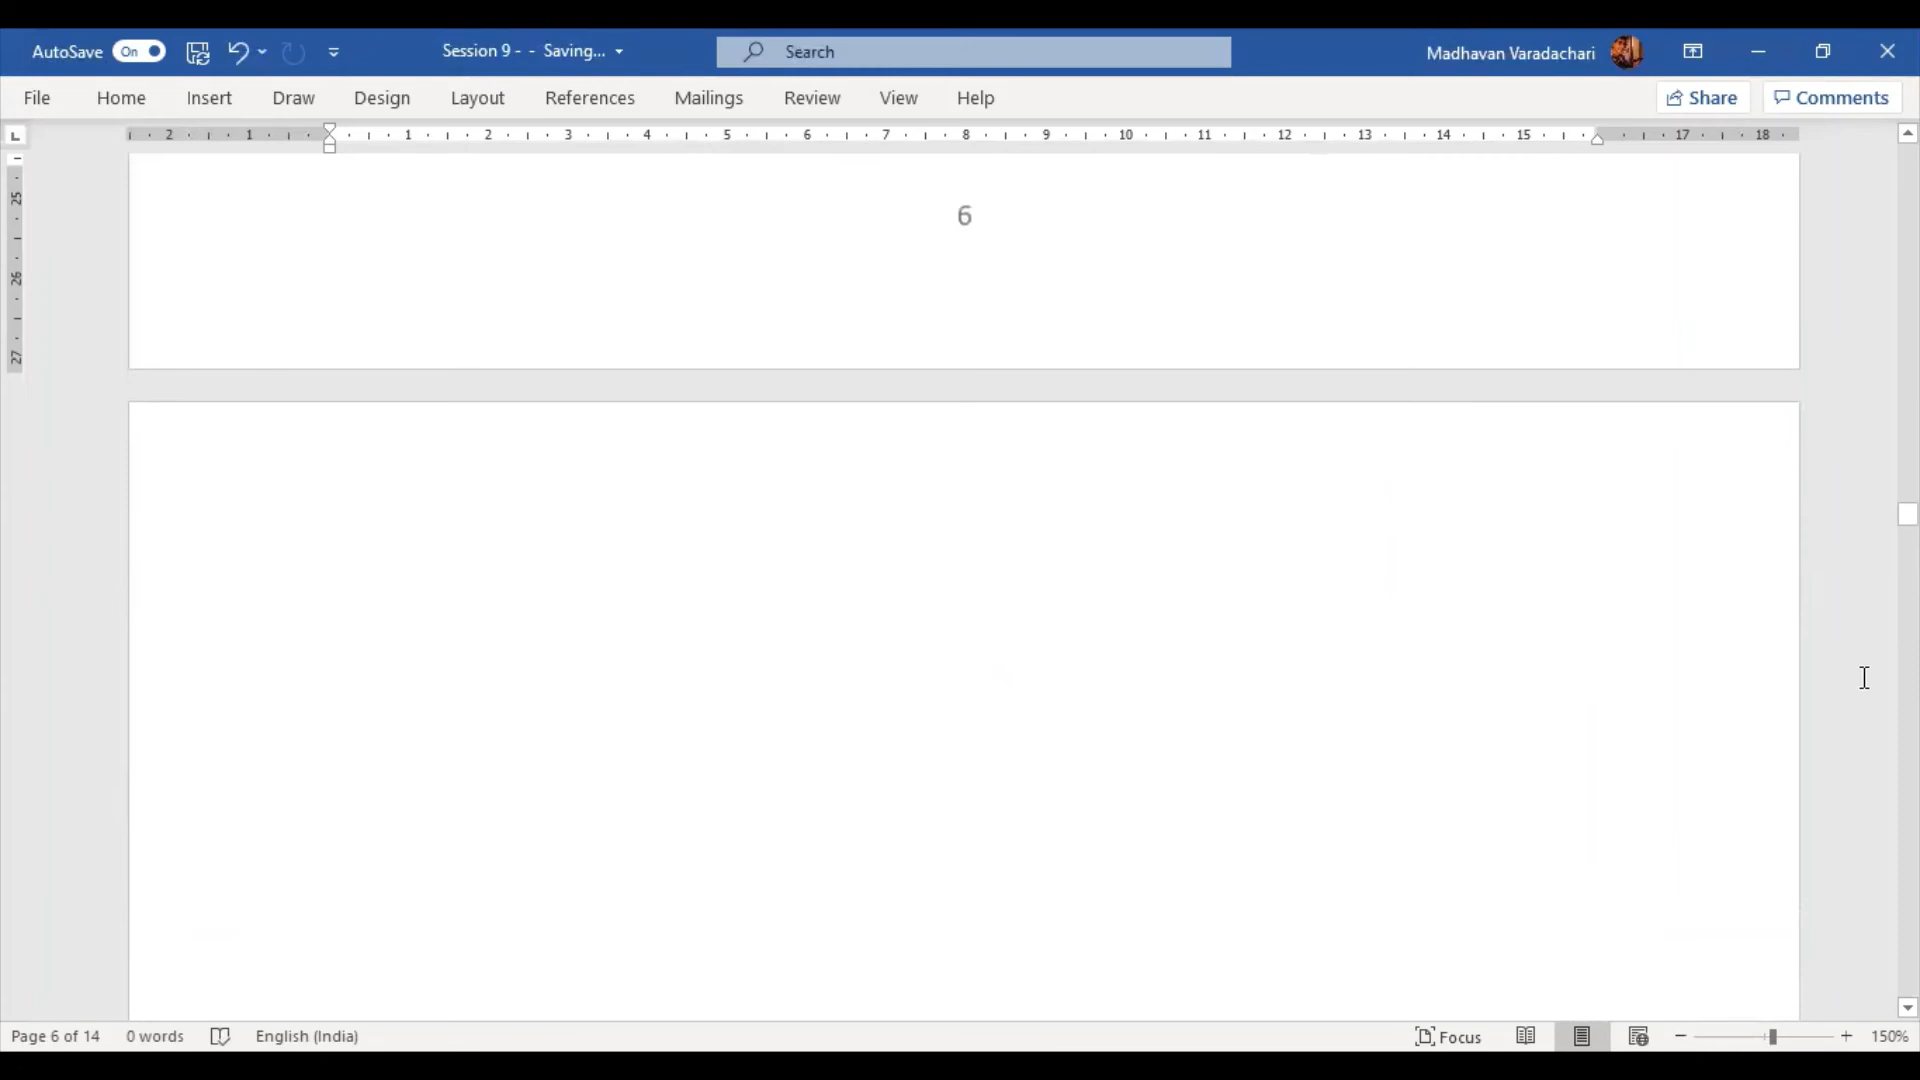 AutoSave On Session 9 - - Saving... Search Madhavan Varadachari
File Home Insert Draw Design Layout References Mailings Review View Help Share Comments
L 2 1 1 2 3 4 5 6 7 8 9 10 11 12 13 14 15 17 18
25
26
27
6
Page 6 of 14 0 words English (India) Focus 150%